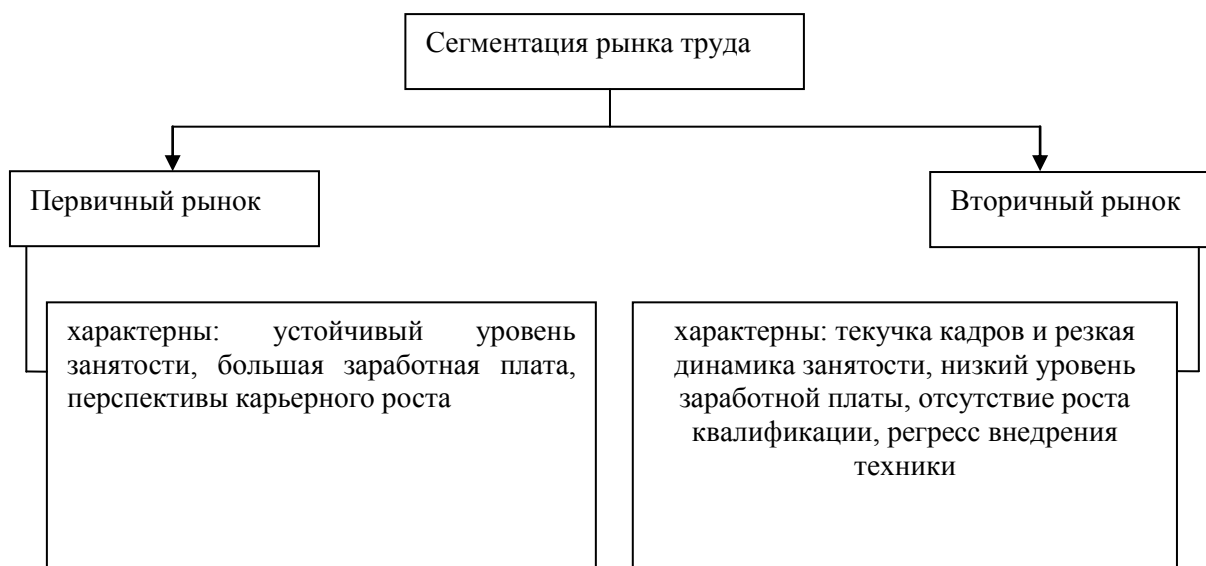 Сегментация рынка труда
Первичный рынок
Вторичный рынок
характерны: устойчивый уровень
занятости, большая заработная плата,
перспективы карьерного роста
характерны: текучка кадров и резкая
динамика занятости, низкий уровень
заработной платы, отсутствие роста
квалификации, регресс внедрения
техники